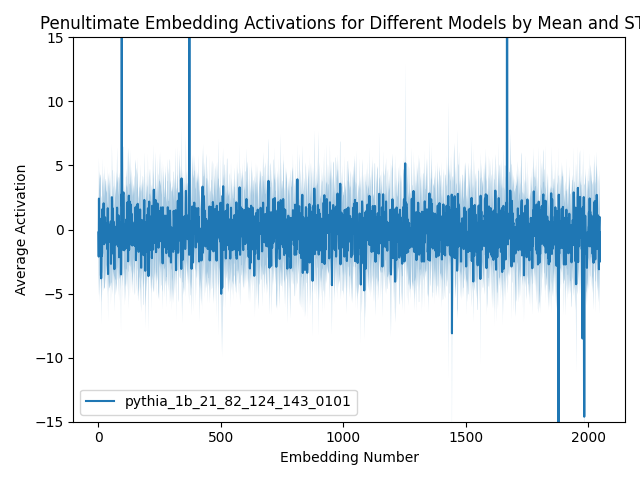 Penultimate Embedding Activations for Different Models by Mean and ST
15
10
5
0
−5
−10
−15
Average Activation
pythia_1b_21_82_124_143_0101
0 500 1000 1500 2000
Embedding Number